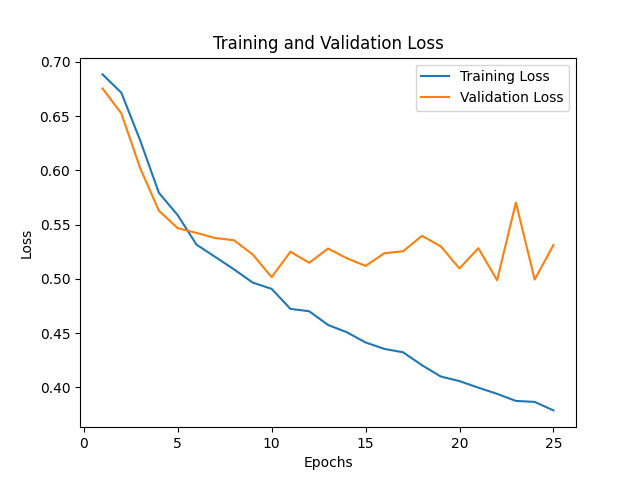 Training and Validation Loss
Training Loss
Validation Loss
0.70
0.65
0.60
0.55
0.50
0.45
0.40
Loss
0 5 10 15 20 25
Epochs